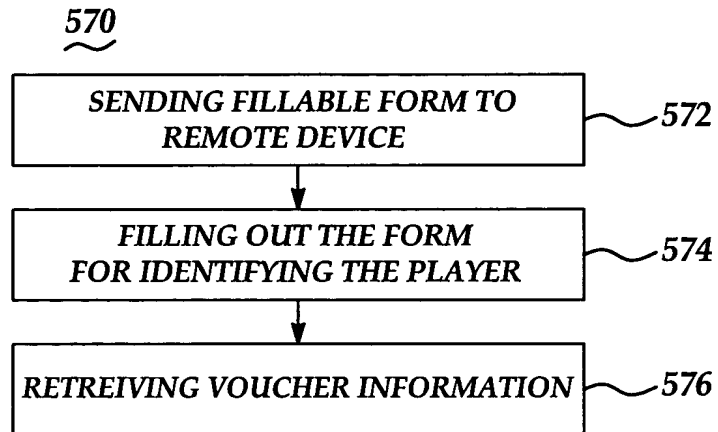 570
SENDING FILLABLE FORM TO
REMOTE DEVICE
572
FILLING OUT THE FORM
FOR IDENTIFYING THE PLAYER
574
RETREIVING VOUCHER INFORMATION
576